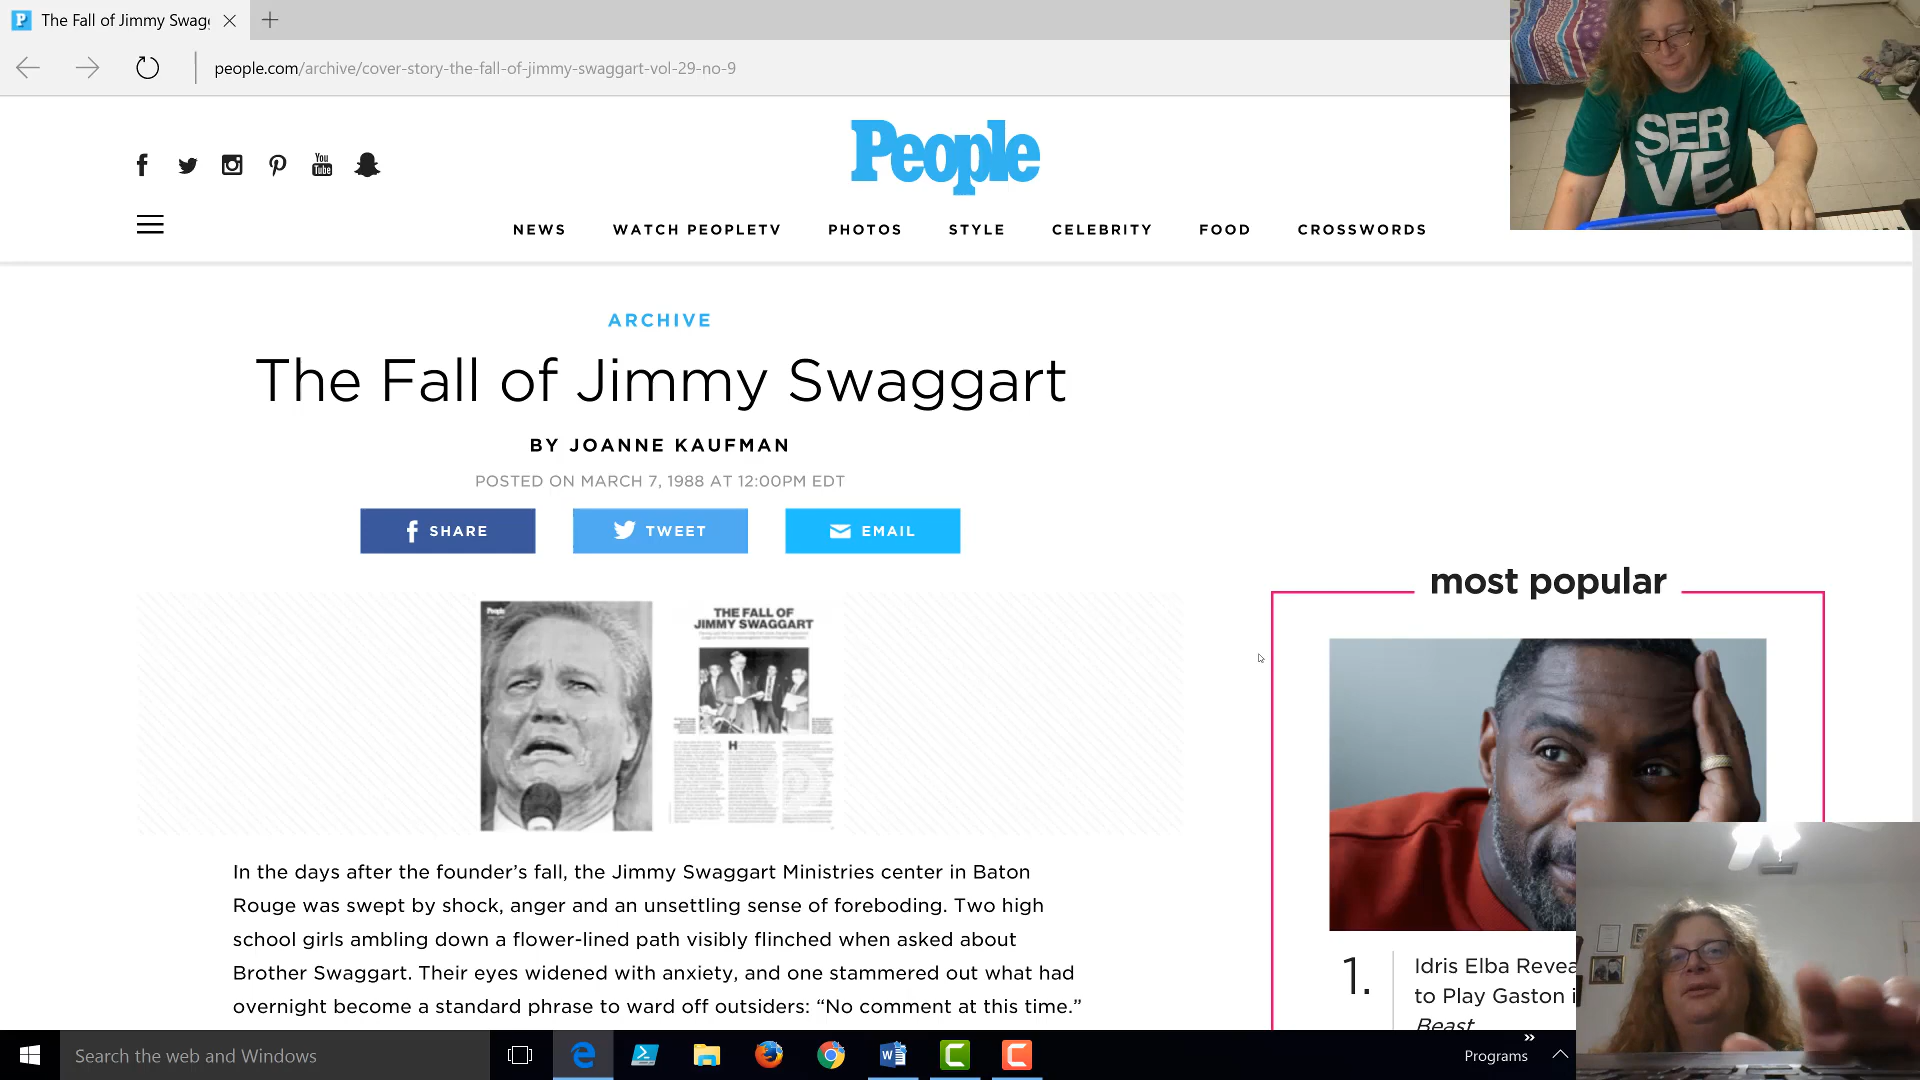 The Fall of Jimmy Swag
people.com/archive/cover-story-the-fall-of-jimmy-swaggart-vol-29-no-9
SERVE
People
You
Tube
NEWS WATCH PEOPLETV PHOTOS STYLE CELEBRITY FOOD CROSSWORDS
ARCHIVE
The Fall of Jimmy Swaggart
BY JOANNE KAUFMAN
POSTED ON MARCH 7, 1988 AT 12:00PM EDT
SHARE TWEET EMAIL
most popular
People
THE FALL OF
JIMMY SWAGGART
In the days after the founder’s fall, the Jimmy Swaggart Ministries center in Baton
Rouge was swept by shock, anger and an unsettling sense of foreboding. Two high
school girls ambling down a flower-lined path visibly flinched when asked about
Brother Swaggart. Their eyes widened with anxiety, and one stammered out what had
overnight become a standard phrase to ward off outsiders: “No comment at this time.”
1.
Idris Elba Revea
to Play Gaston i
Beast
Search the web and Windows
Programs